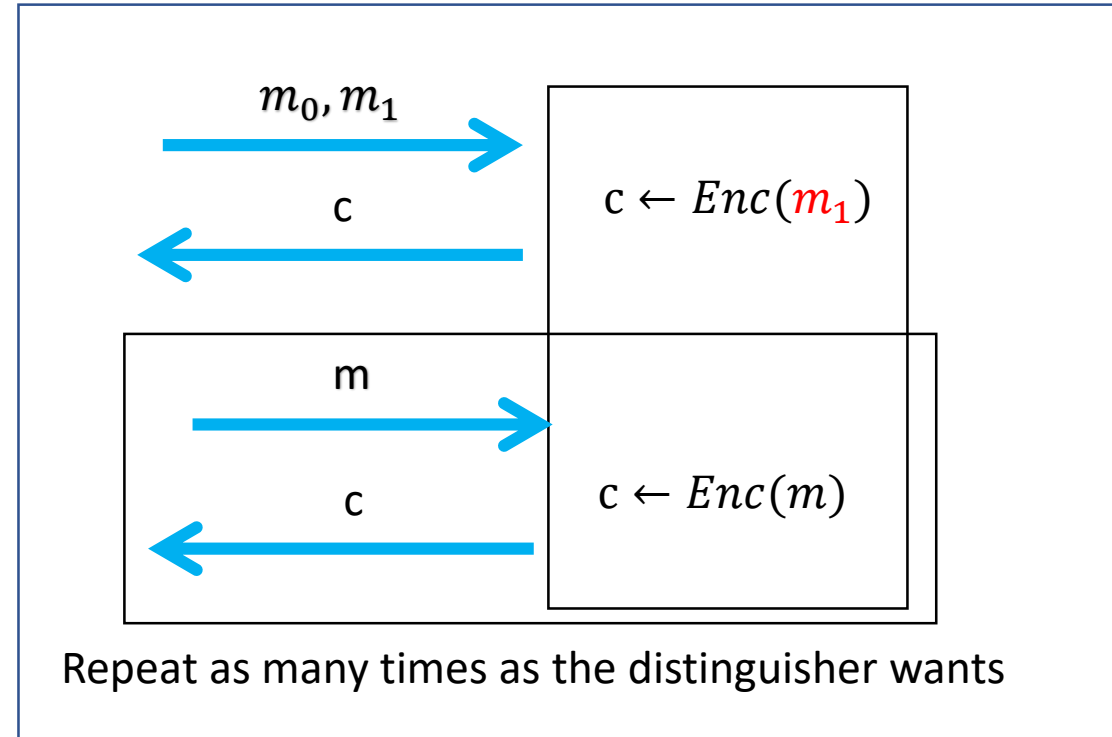 m₀, m₁
c ← Enc(m₁)
c
m
c ← Enc(m)
c
Repeat as many times as the distinguisher wants